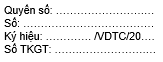 Quyển số: ……………………
Số: ……………………………
Ký hiệu: …………. /VDTC/20….
Số TKGT: ……………………